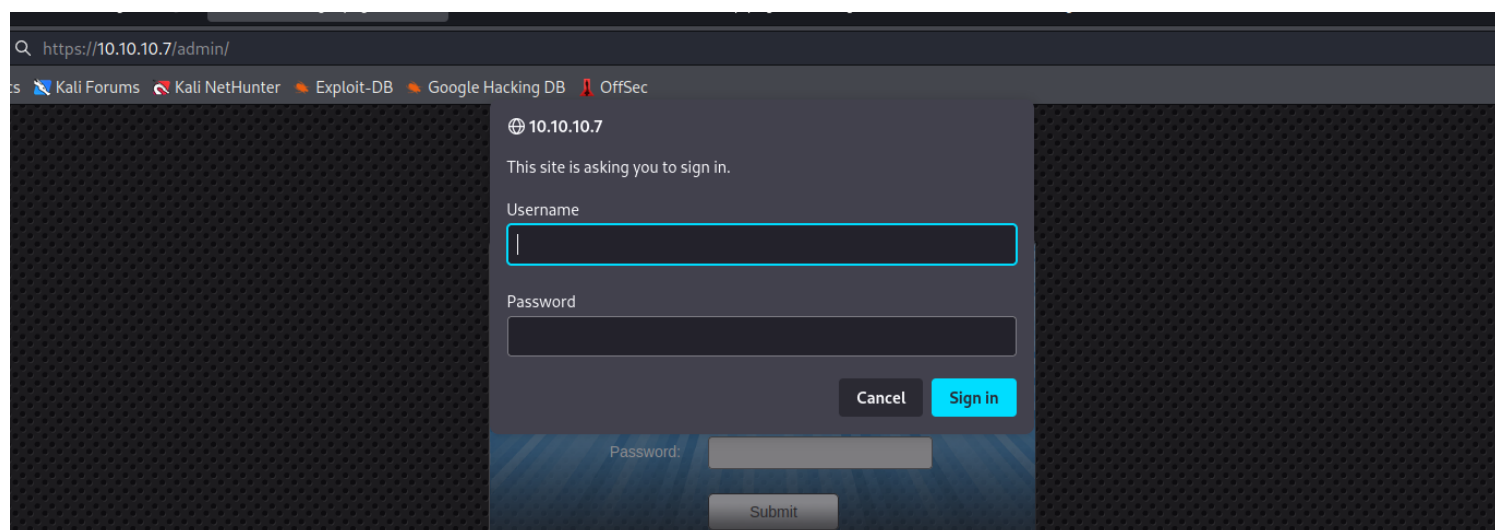 https://10.10.10.7/admin/
Kali Forums Kali NetHunter Exploit-DB Google Hacking DB OffSec
10.10.10.7
This site is asking you to sign in.
Username
Password
Cancel Sign in
Password:
Submit